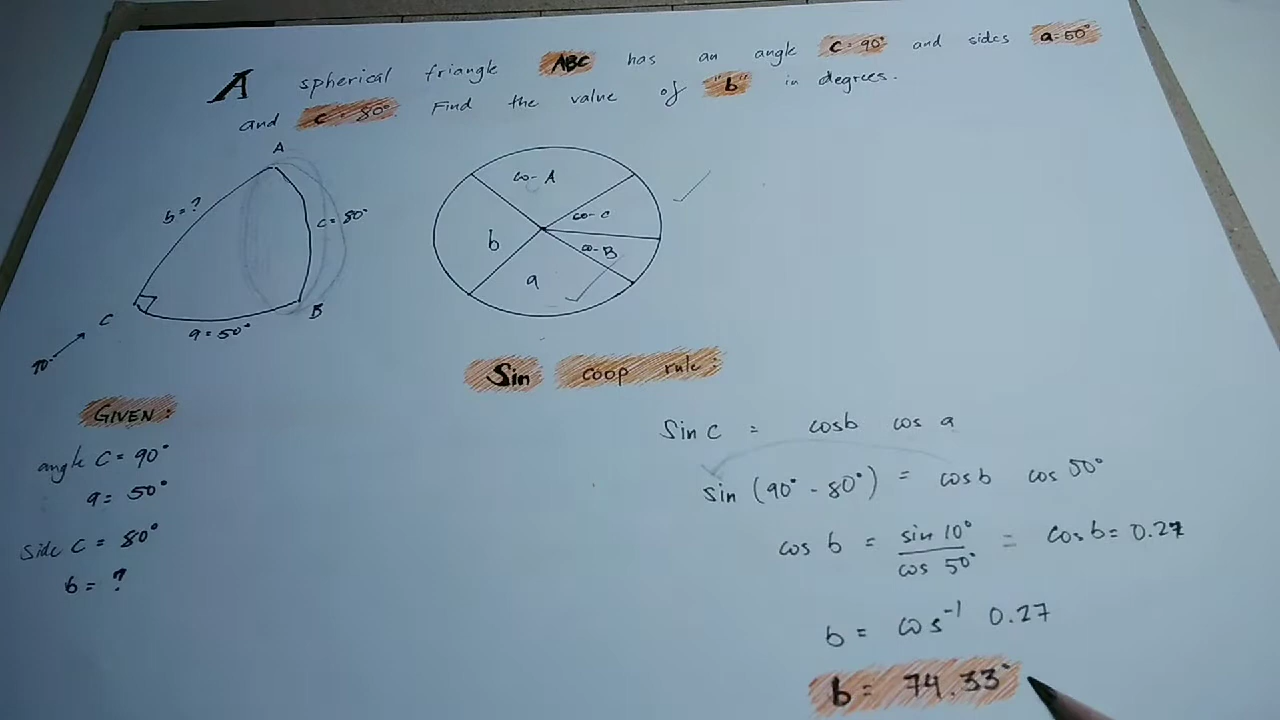 A spherical triangle ABC has an angle C = 90° and sides a = 50°
and c = 80° Find the value of "b" in degrees.
A
b = ?
c = 80°
C
B
a = 50°
90°
co-A
co-c
b
co-B
a
Sin coop rule:
GIVEN:
angle C = 90°
a = 50°
side c = 80°
b = ?
Sin c = cos b cos a
sin (90° - 80°) = cos b cos 50°
cos b = sin 10° / cos 50° = cos b = 0.27
b = cos⁻¹ 0.27
b = 74.33°